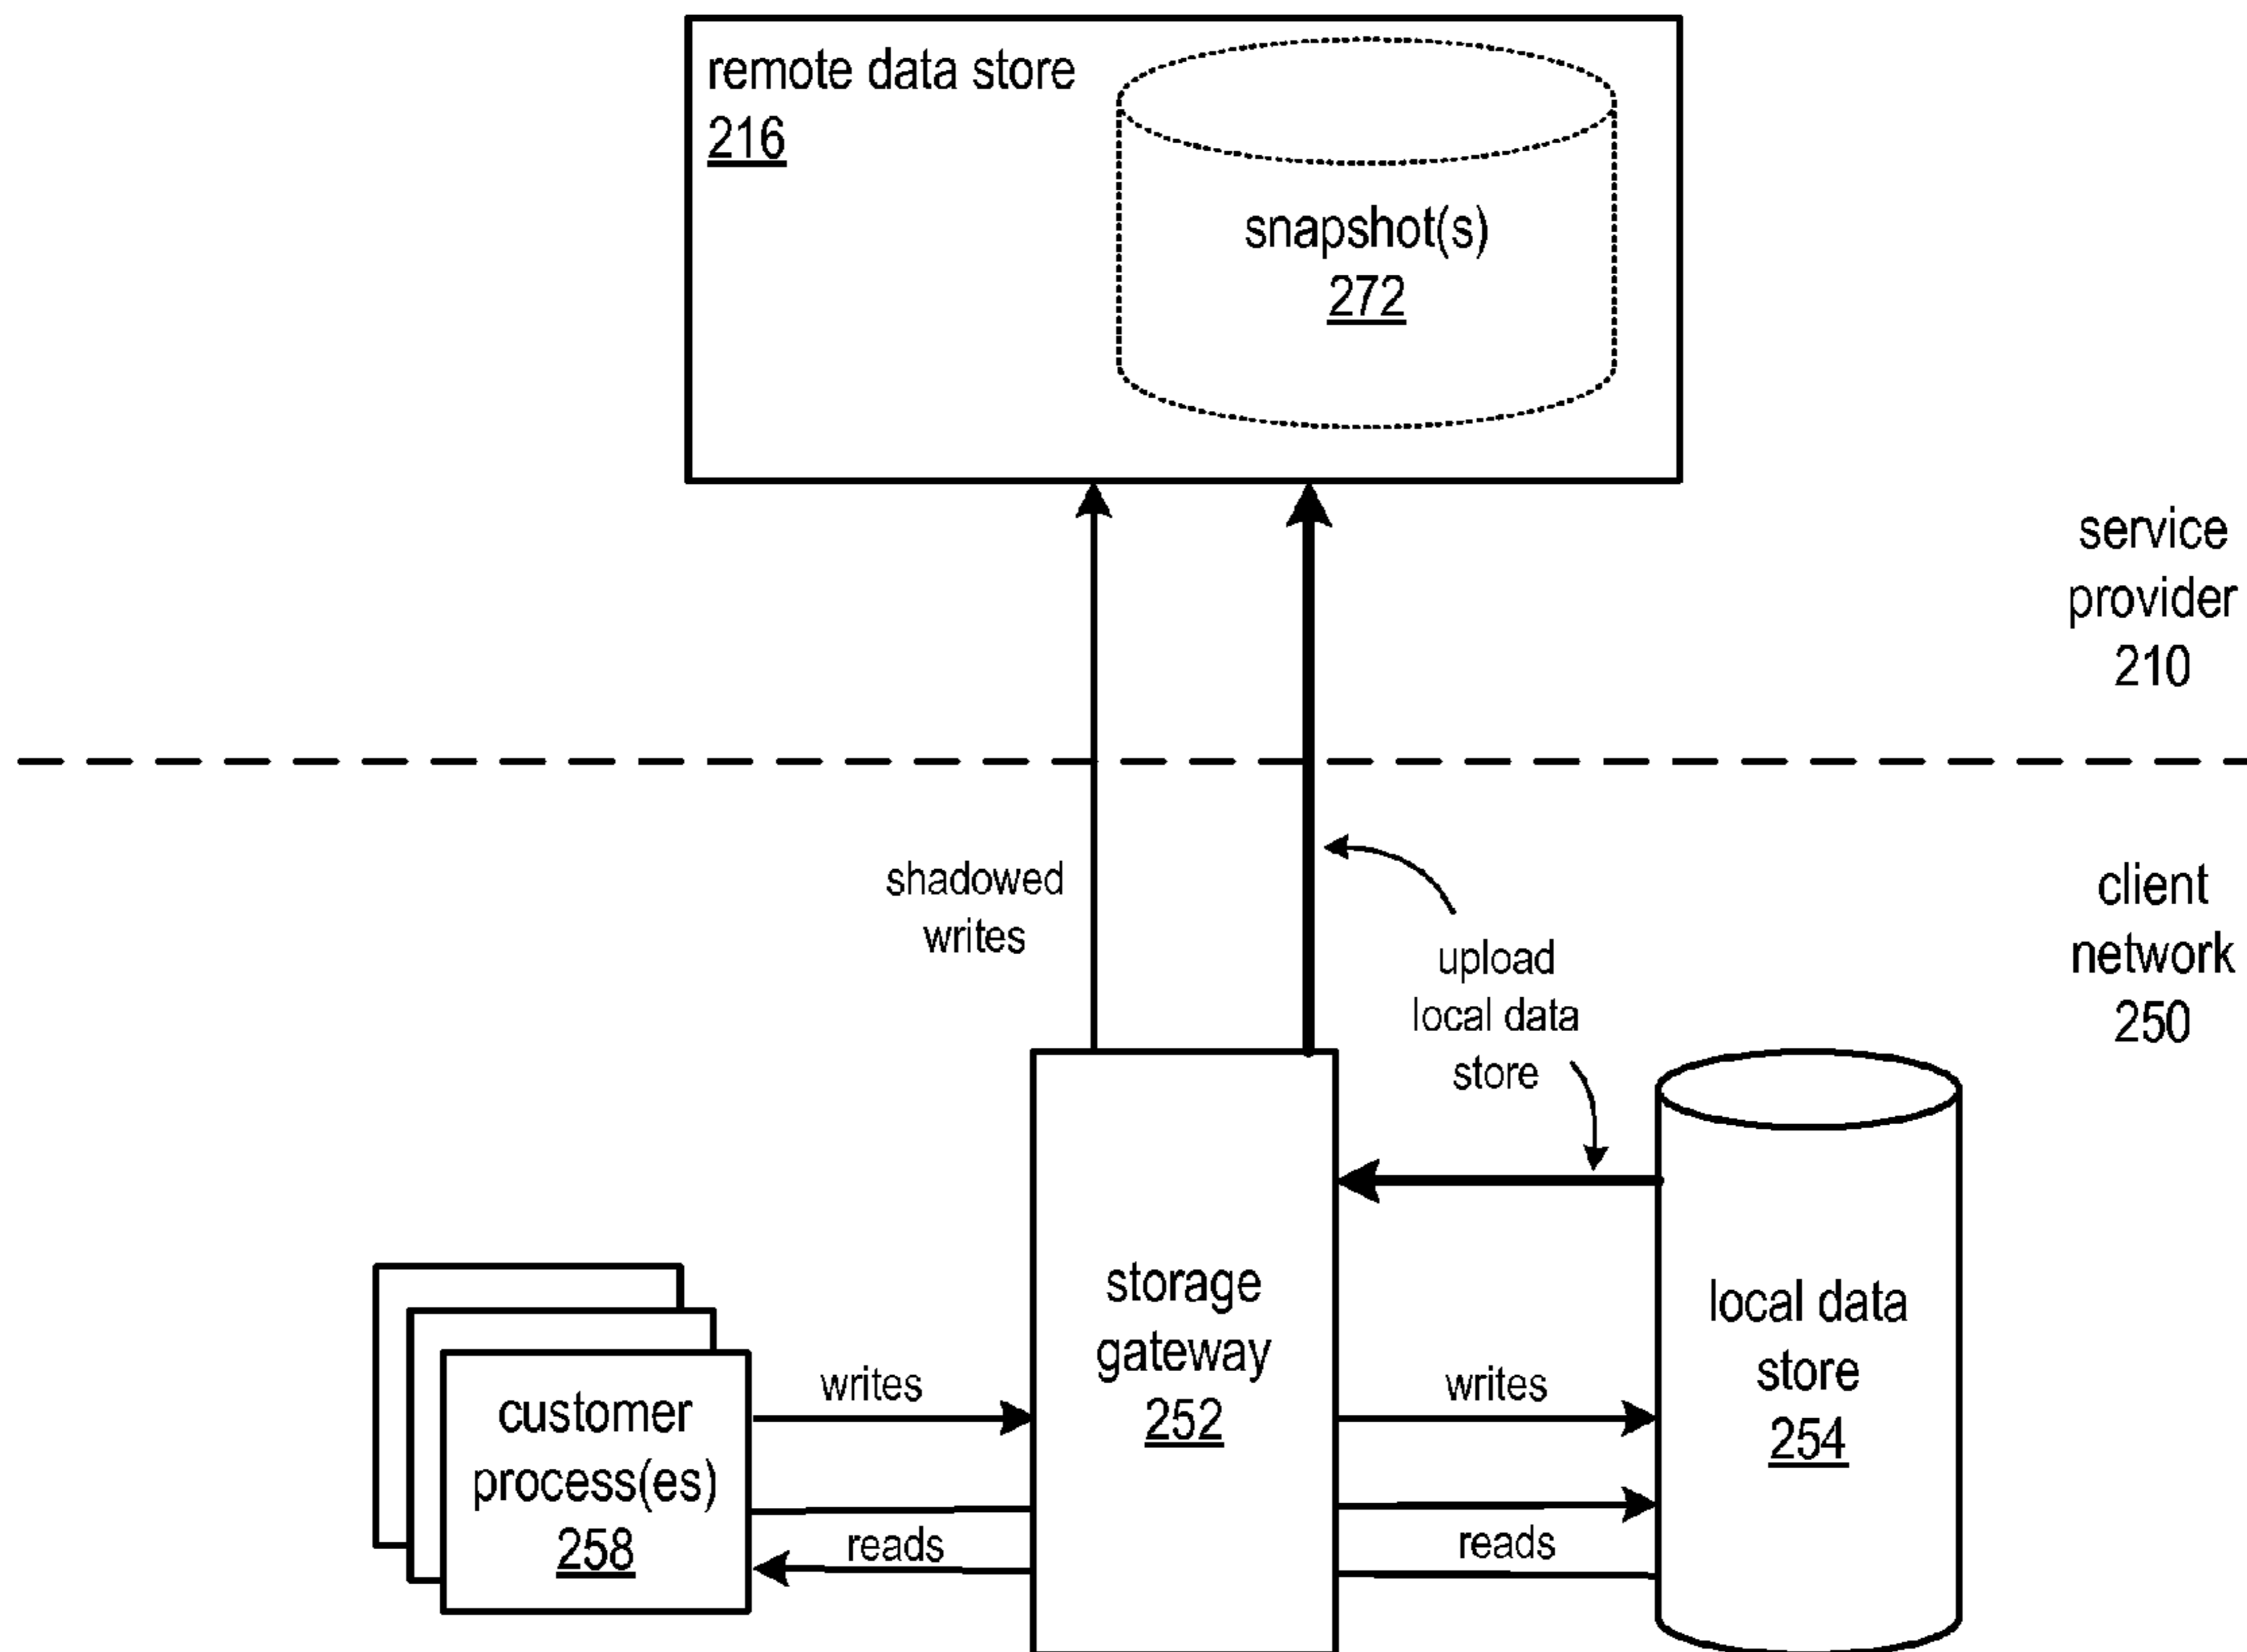 remote data store
216
snapshot(s)
272
service
provider
210
shadowed
writes
client
network
250
upload
local data
store
storage
gateway
252
local data
store
254
customer
process(es)
258
writes
writes
reads
reads